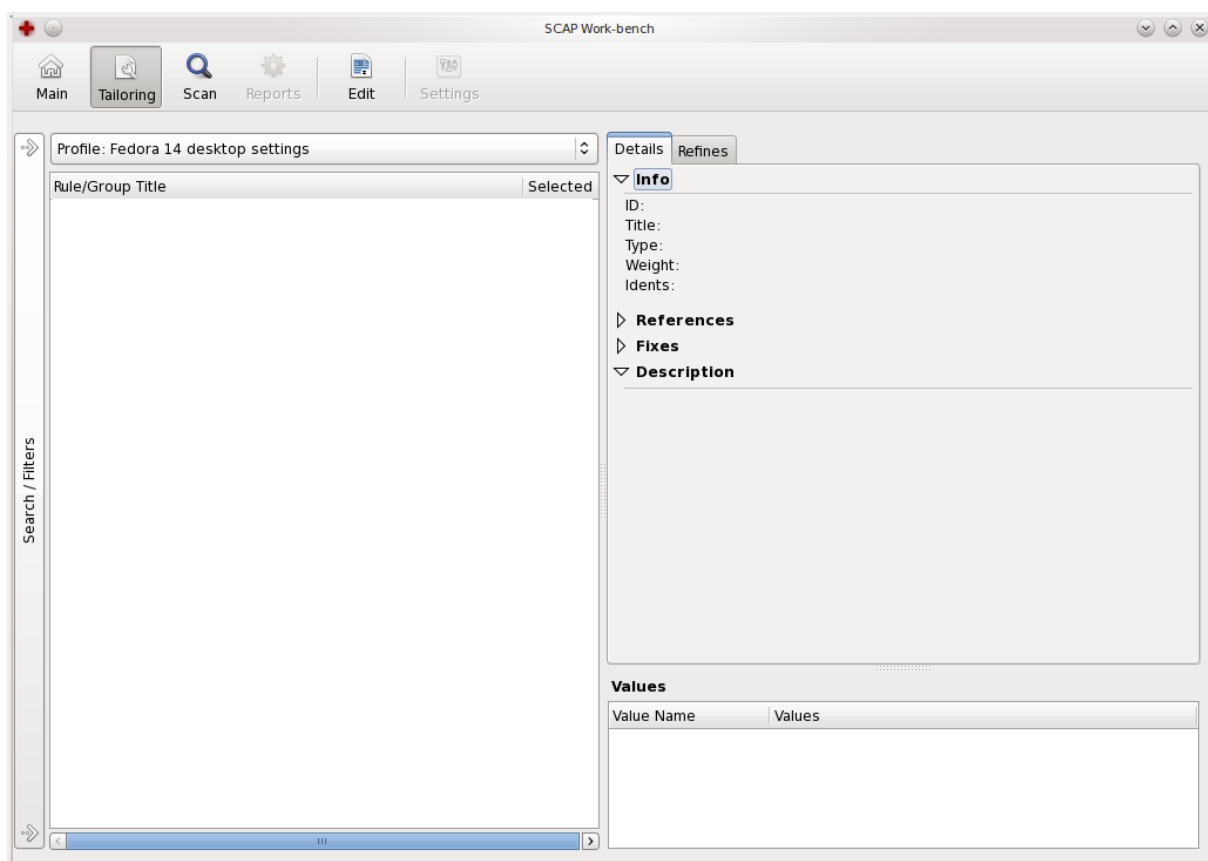 SCAP Work-bench
Main Tailoring Scan Reports Edit Settings
Profile: Fedora 14 desktop settings
Rule/Group Title Selected
Search / Filters
Details Refines
Info
ID:
Title:
Type:
Weight:
Idents:
References
Fixes
Description
Values
Value Name Values